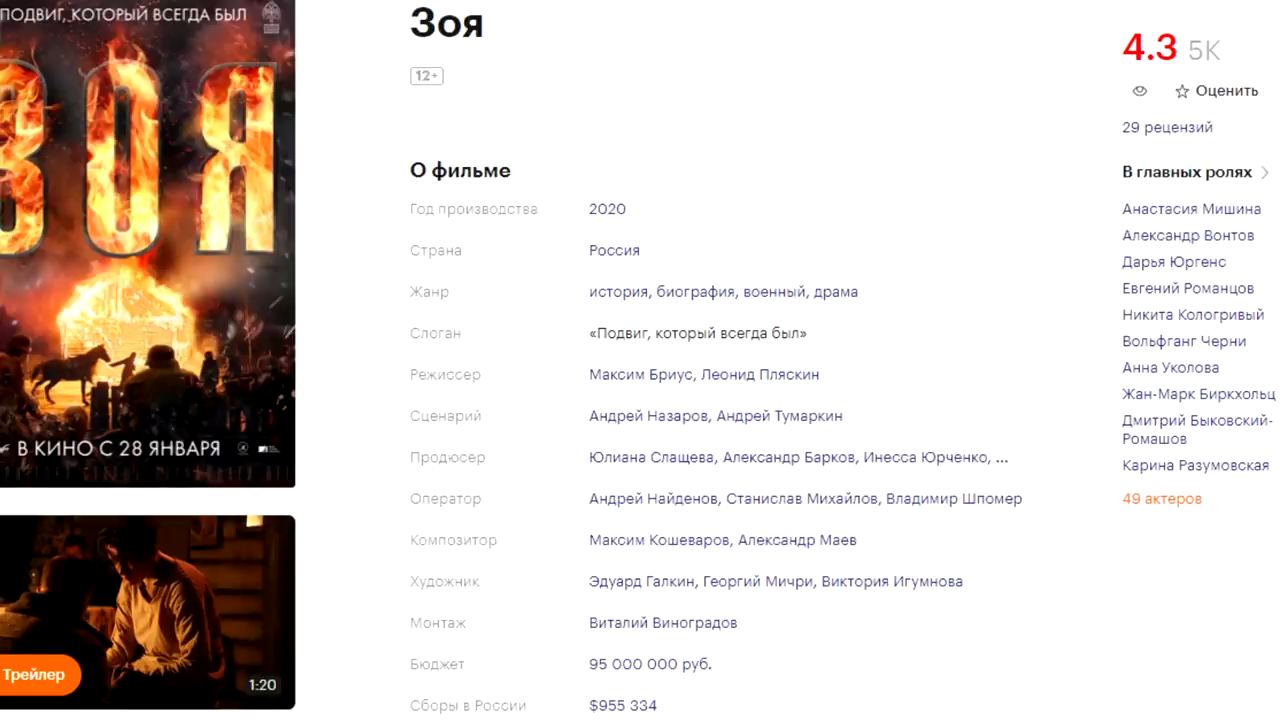 ПОДВИГ, КОТОРЫЙ ВСЕГДА БЫЛ
ЗОЯ
В КИНО С 28 ЯНВАРЯ
Трейлер
1:20
Зоя
12+
О фильме
Год производства 2020
Страна Россия
Жанр история, биография, военный, драма
Слоган «Подвиг, который всегда был»
Режиссер Максим Бриус, Леонид Пляскин
Сценарий Андрей Назаров, Андрей Тумаркин
Продюсер Юлиана Слащева, Александр Барков, Инесса Юрченко, ...
Оператор Андрей Найденов, Станислав Михайлов, Владимир Шпомер
Композитор Максим Кошеваров, Александр Маев
Художник Эдуард Галкин, Георгий Мичри, Виктория Игумнова
Монтаж Виталий Виноградов
Бюджет 95 000 000 руб.
Сборы в России $955 334
4.3 5K
Оценить
29 рецензий
В главных ролях
Анастасия Мишина
Александр Вонтов
Дарья Юргенс
Евгений Романцов
Никита Кологривый
Вольфганг Черни
Анна Уколова
Жан-Марк Биркхольц
Дмитрий Быковский-
Ромашов
Карина Разумовская
49 актеров